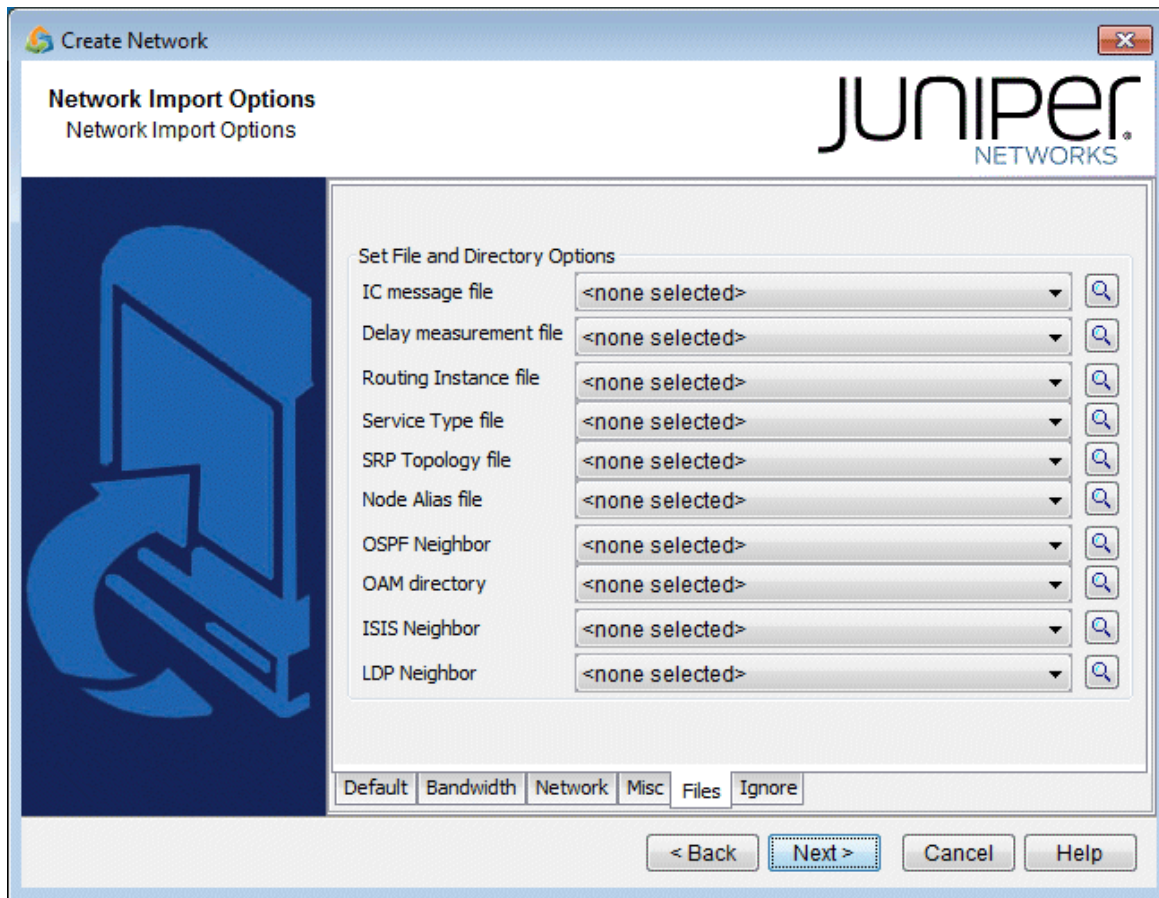 Create Network
Network Import Options
Network Import Options
JUNIPER
NETWORKS
Set File and Directory Options
IC message file <none selected>
Delay measurement file <none selected>
Routing Instance file <none selected>
Service Type file <none selected>
SRP Topology file <none selected>
Node Alias file <none selected>
OSPF Neighbor <none selected>
OAM directory <none selected>
ISIS Neighbor <none selected>
LDP Neighbor <none selected>
Default Bandwidth Network Misc Files Ignore
< Back Next > Cancel Help